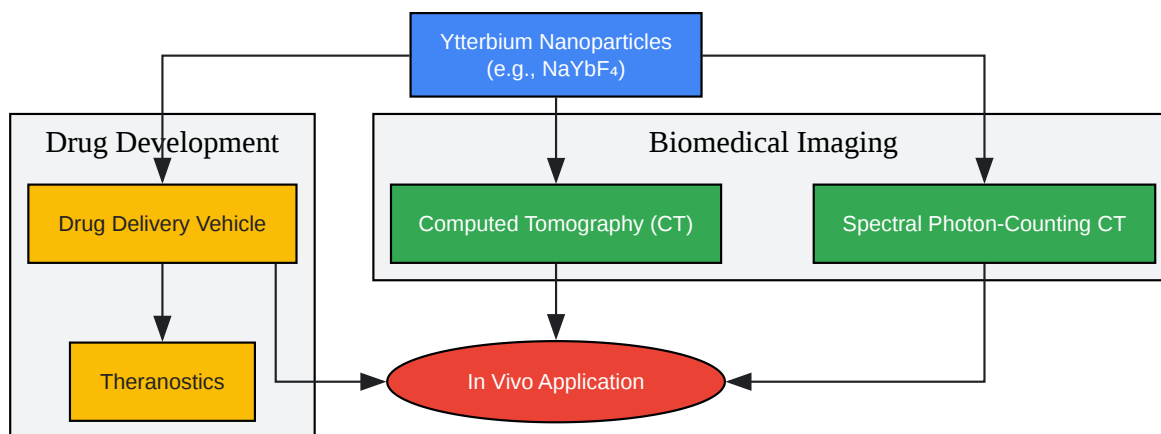 Ytterbium Nanoparticles
(e.g., NaYbF₄)
Drug Development
Biomedical Imaging
Drug Delivery Vehicle
Computed Tomography (CT)
Spectral Photon-Counting CT
Theranostics
In Vivo Application